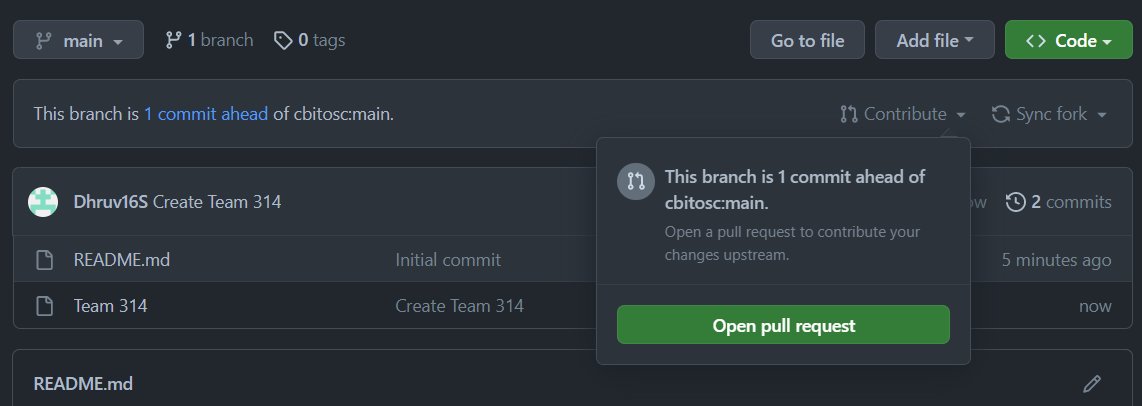 main
1 branch
0 tags
Go to file
Add file
Code
This branch is 1 commit ahead of cbitosc:main.
Contribute
Sync fork
This branch is 1 commit ahead of
cbitosc:main.
Open a pull request to contribute your
changes upstream.
Open pull request
Dhruv16S Create Team 314
2 commits
README.md
Initial commit
5 minutes ago
Team 314
Create Team 314
now
README.md